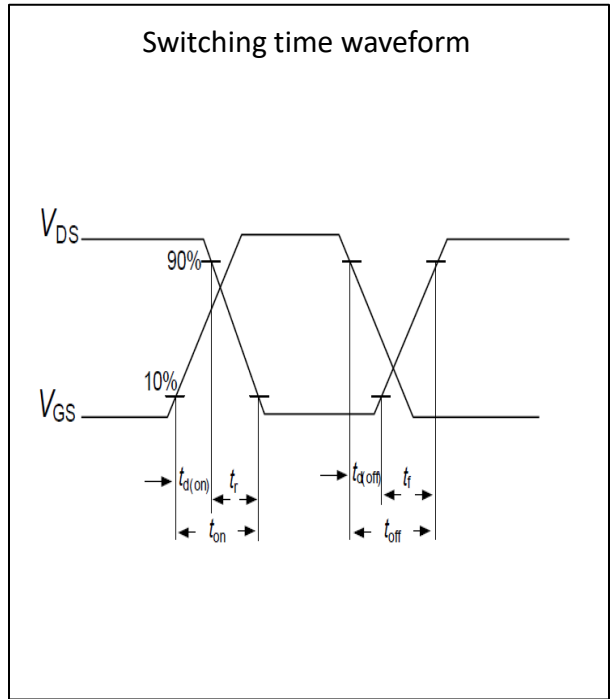 Switching time waveform
VDS
90%
10%
VGS
td(on) tr td(off) tf
ton toff